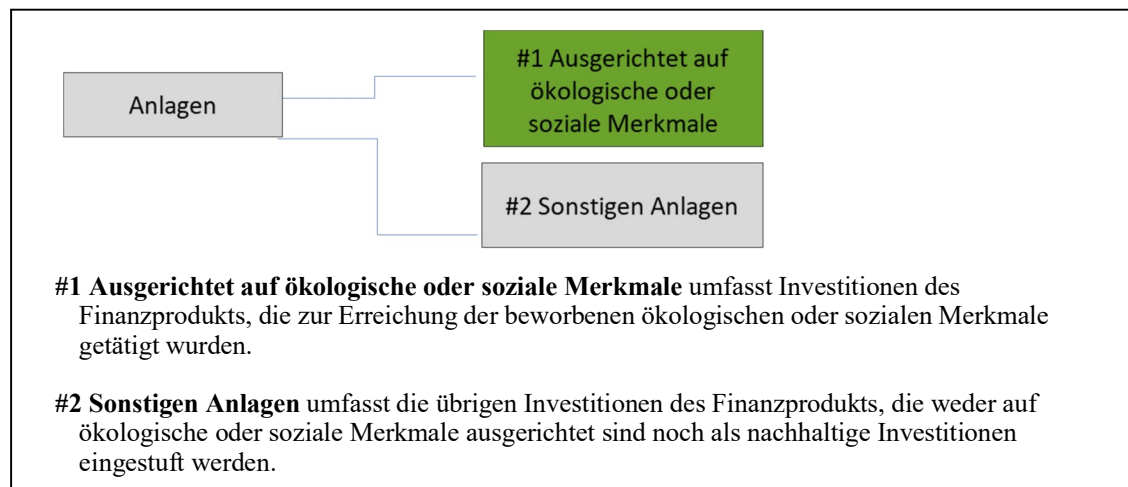 #1 Ausgerichtet auf
ökologische oder
soziale Merkmale
Anlagen
#2 Sonstigen Anlagen
#1 Ausgerichtet auf ökologische oder soziale Merkmale umfasst Investitionen des
Finanzprodukts, die zur Erreichung der beworbenen ökologischen oder sozialen Merkmale
getätigt wurden.
#2 Sonstigen Anlagen umfasst die übrigen Investitionen des Finanzprodukts, die weder auf
ökologische oder soziale Merkmale ausgerichtet sind noch als nachhaltige Investitionen
eingestuft werden.